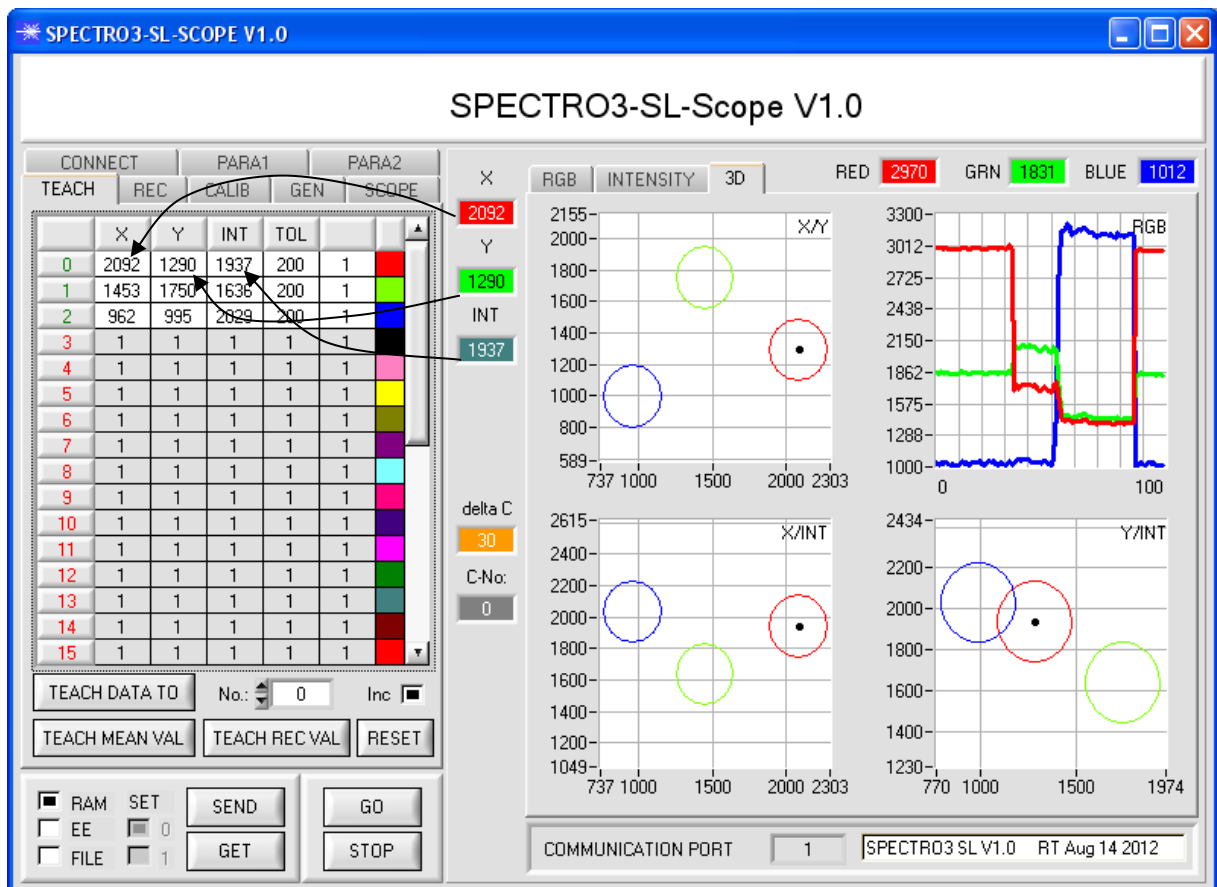 SPECTRO3-SL-SCOPE V1.0
SPECTRO3-SL-Scope V1.0
CONNECT PARA1 PARA2
TEACH REC CALIB GEN SCOPE
X Y INT TOL
0 2092 1290 1937 200 1
1 1453 1750 1636 200 1
2 962 995 2029 200 1
3 1 1 1 1 1
4 1 1 1 1 1
5 1 1 1 1 1
6 1 1 1 1 1
7 1 1 1 1 1
8 1 1 1 1 1
9 1 1 1 1 1
10 1 1 1 1 1
11 1 1 1 1 1
12 1 1 1 1 1
13 1 1 1 1 1
14 1 1 1 1 1
15 1 1 1 1 1
TEACH DATA TO No.: 0 Inc
TEACH MEAN VAL TEACH REC VAL RESET
RAM SET SEND GO
EE 0
FILE 1 GET STOP
X
2092
Y
1290
INT
1937
delta C
30
C-No:
0
RGB INTENSITY 3D RED 2970 GRN 1831 BLUE 1012
X/Y
2155
2000
1800
1600
1400
1200
1000
800
589
737 1000 1500 2000 2303
RGB
3300
3012
2725
2438
2150
1862
1575
1288
1000
0 100
X/INT
2615
2400
2200
2000
1800
1600
1400
1200
1049
737 1000 1500 2000 2303
Y/INT
2434
2200
2000
1800
1600
1400
1230
770 1000 1500 1974
COMMUNICATION PORT 1 SPECTRO3 SL V1.0 RT Aug 14 2012